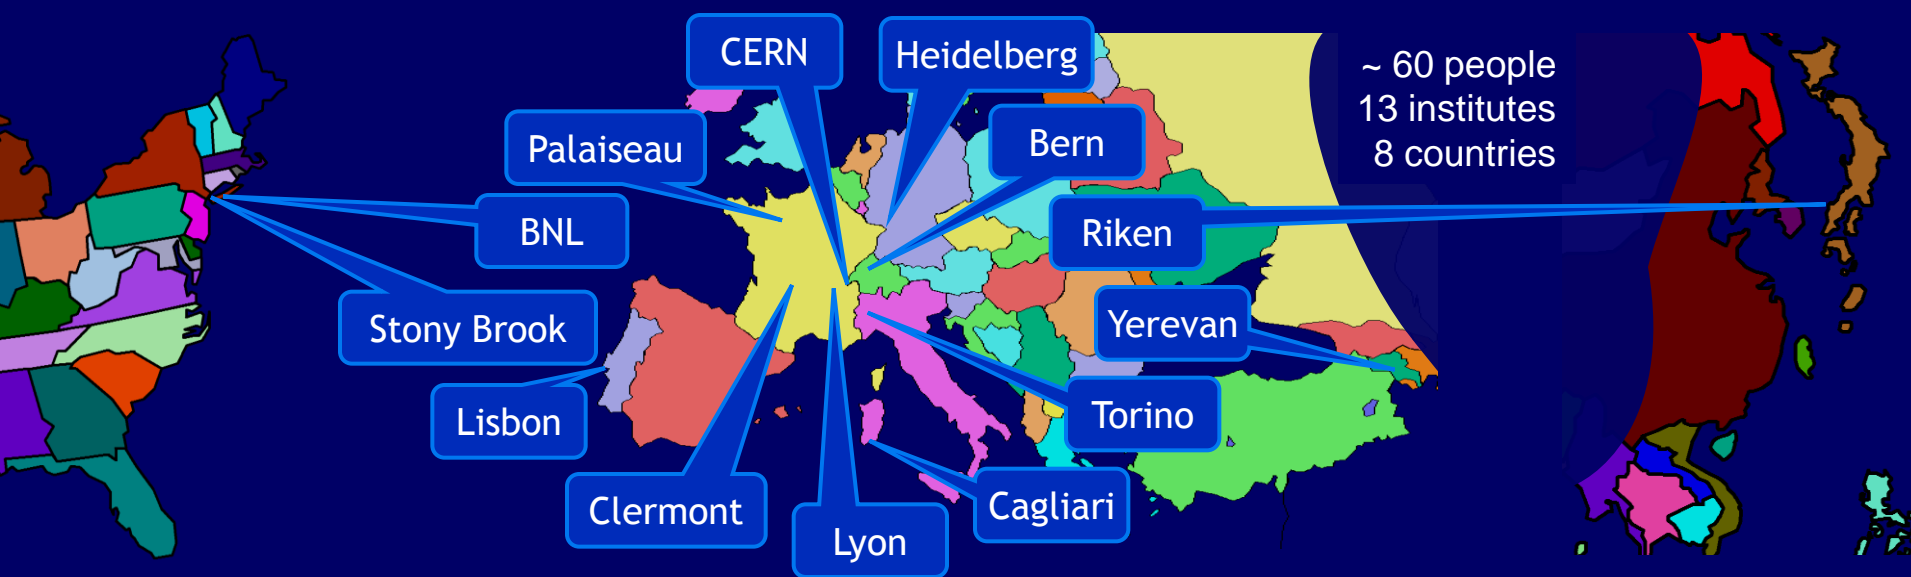 CERN
Heidelberg
~ 60 people
13 institutes
8 countries
Palaiseau
Bern
BNL
Riken
Stony Brook
Yerevan
Lisbon
Torino
Clermont
Cagliari
Lyon